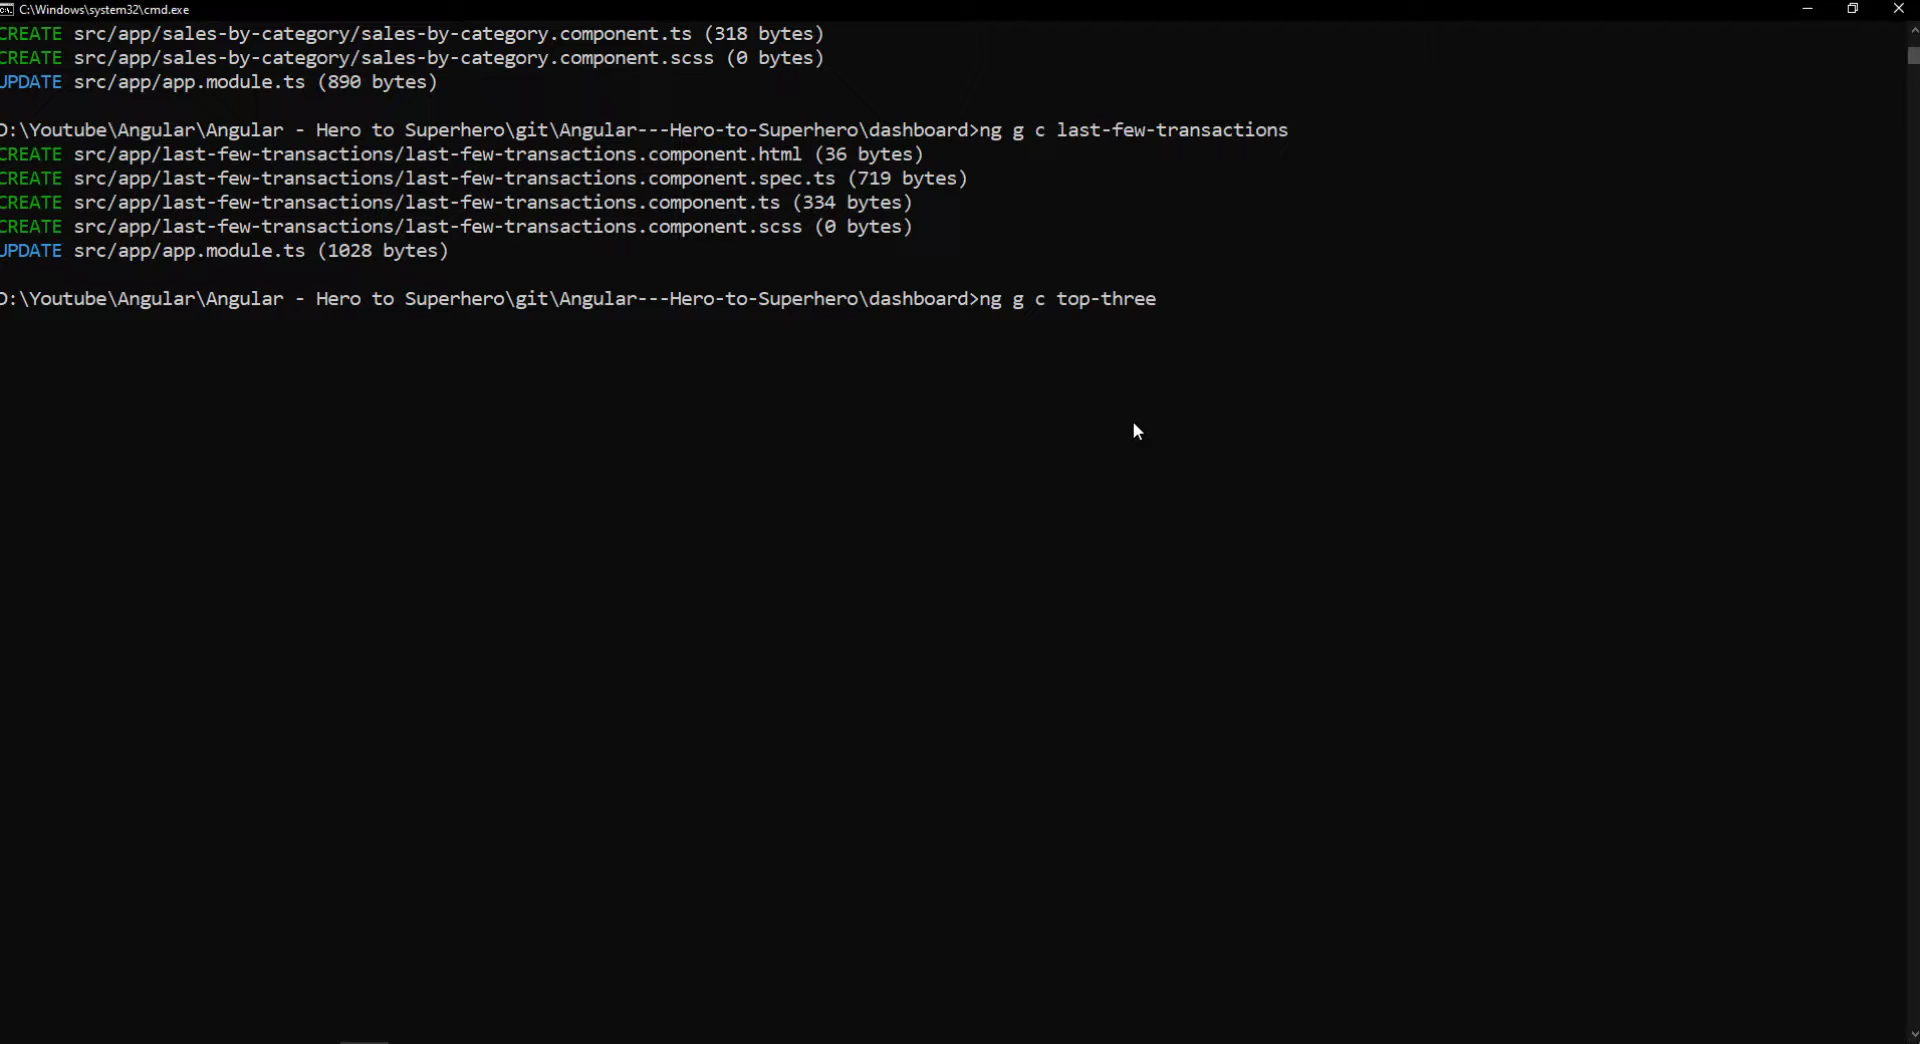 C:\Windows\system32\cmd.exe
CREATE src/app/sales-by-category/sales-by-category.component.ts (318 bytes)
CREATE src/app/sales-by-category/sales-by-category.component.scss (0 bytes)
UPDATE src/app/app.module.ts (890 bytes)
D:\Youtube\Angular\Angular - Hero to Superhero\git\Angular---Hero-to-Superhero\dashboard>ng g c last-few-transactions
CREATE src/app/last-few-transactions/last-few-transactions.component.html (36 bytes)
CREATE src/app/last-few-transactions/last-few-transactions.component.spec.ts (719 bytes)
CREATE src/app/last-few-transactions/last-few-transactions.component.ts (334 bytes)
CREATE src/app/last-few-transactions/last-few-transactions.component.scss (0 bytes)
UPDATE src/app/app.module.ts (1028 bytes)
D:\Youtube\Angular\Angular - Hero to Superhero\git\Angular---Hero-to-Superhero\dashboard>ng g c top-three